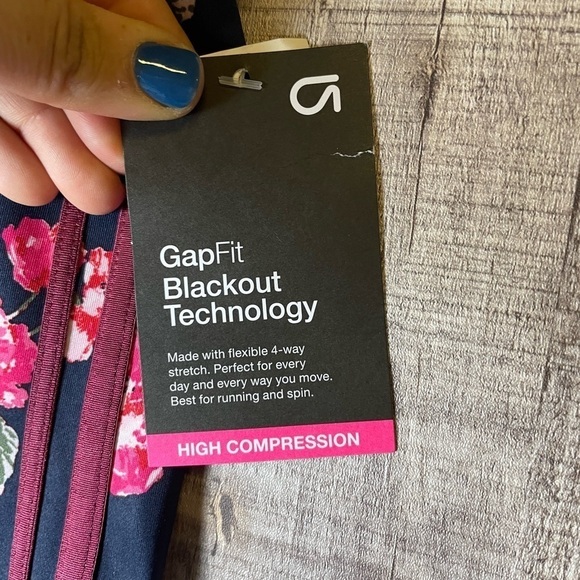 GapFit
Blackout
Technology
Made with flexible 4-way
stretch. Perfect for every
day and every way you move.
Best for running and spin.
HIGH COMPRESSION